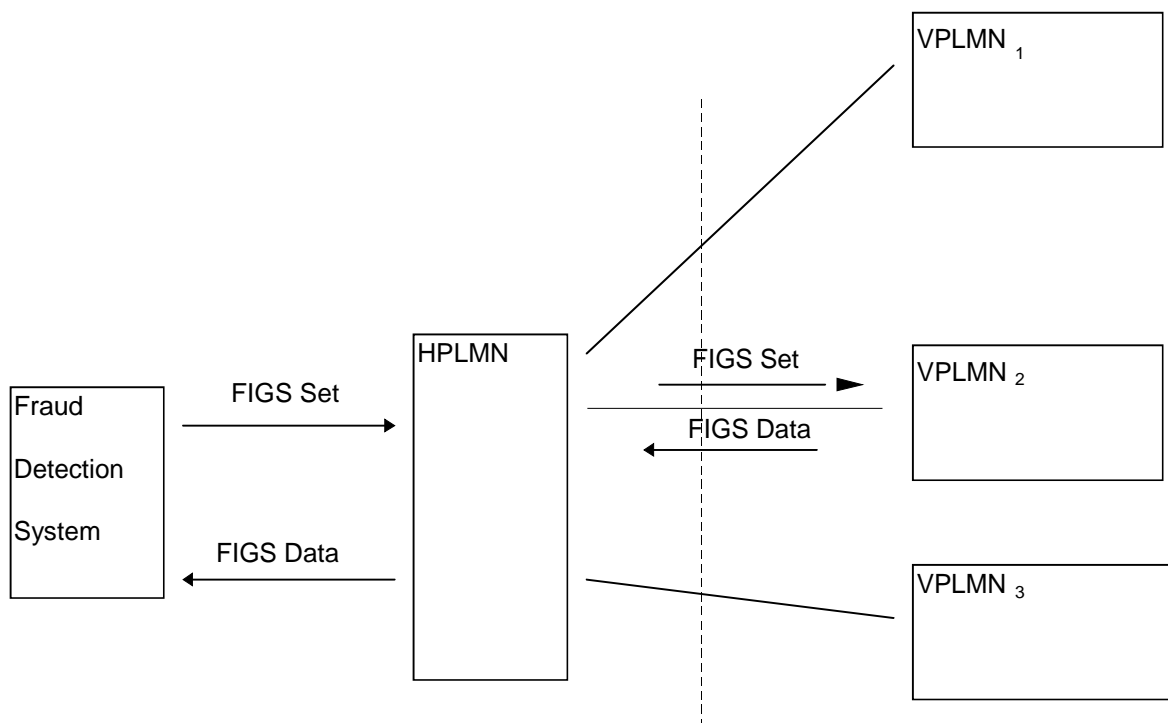 VPLMN 1
HPLMN
FIGS Set
VPLMN 2
FIGS Set
Fraud
Detection
System
FIGS Data
FIGS Data
VPLMN 3